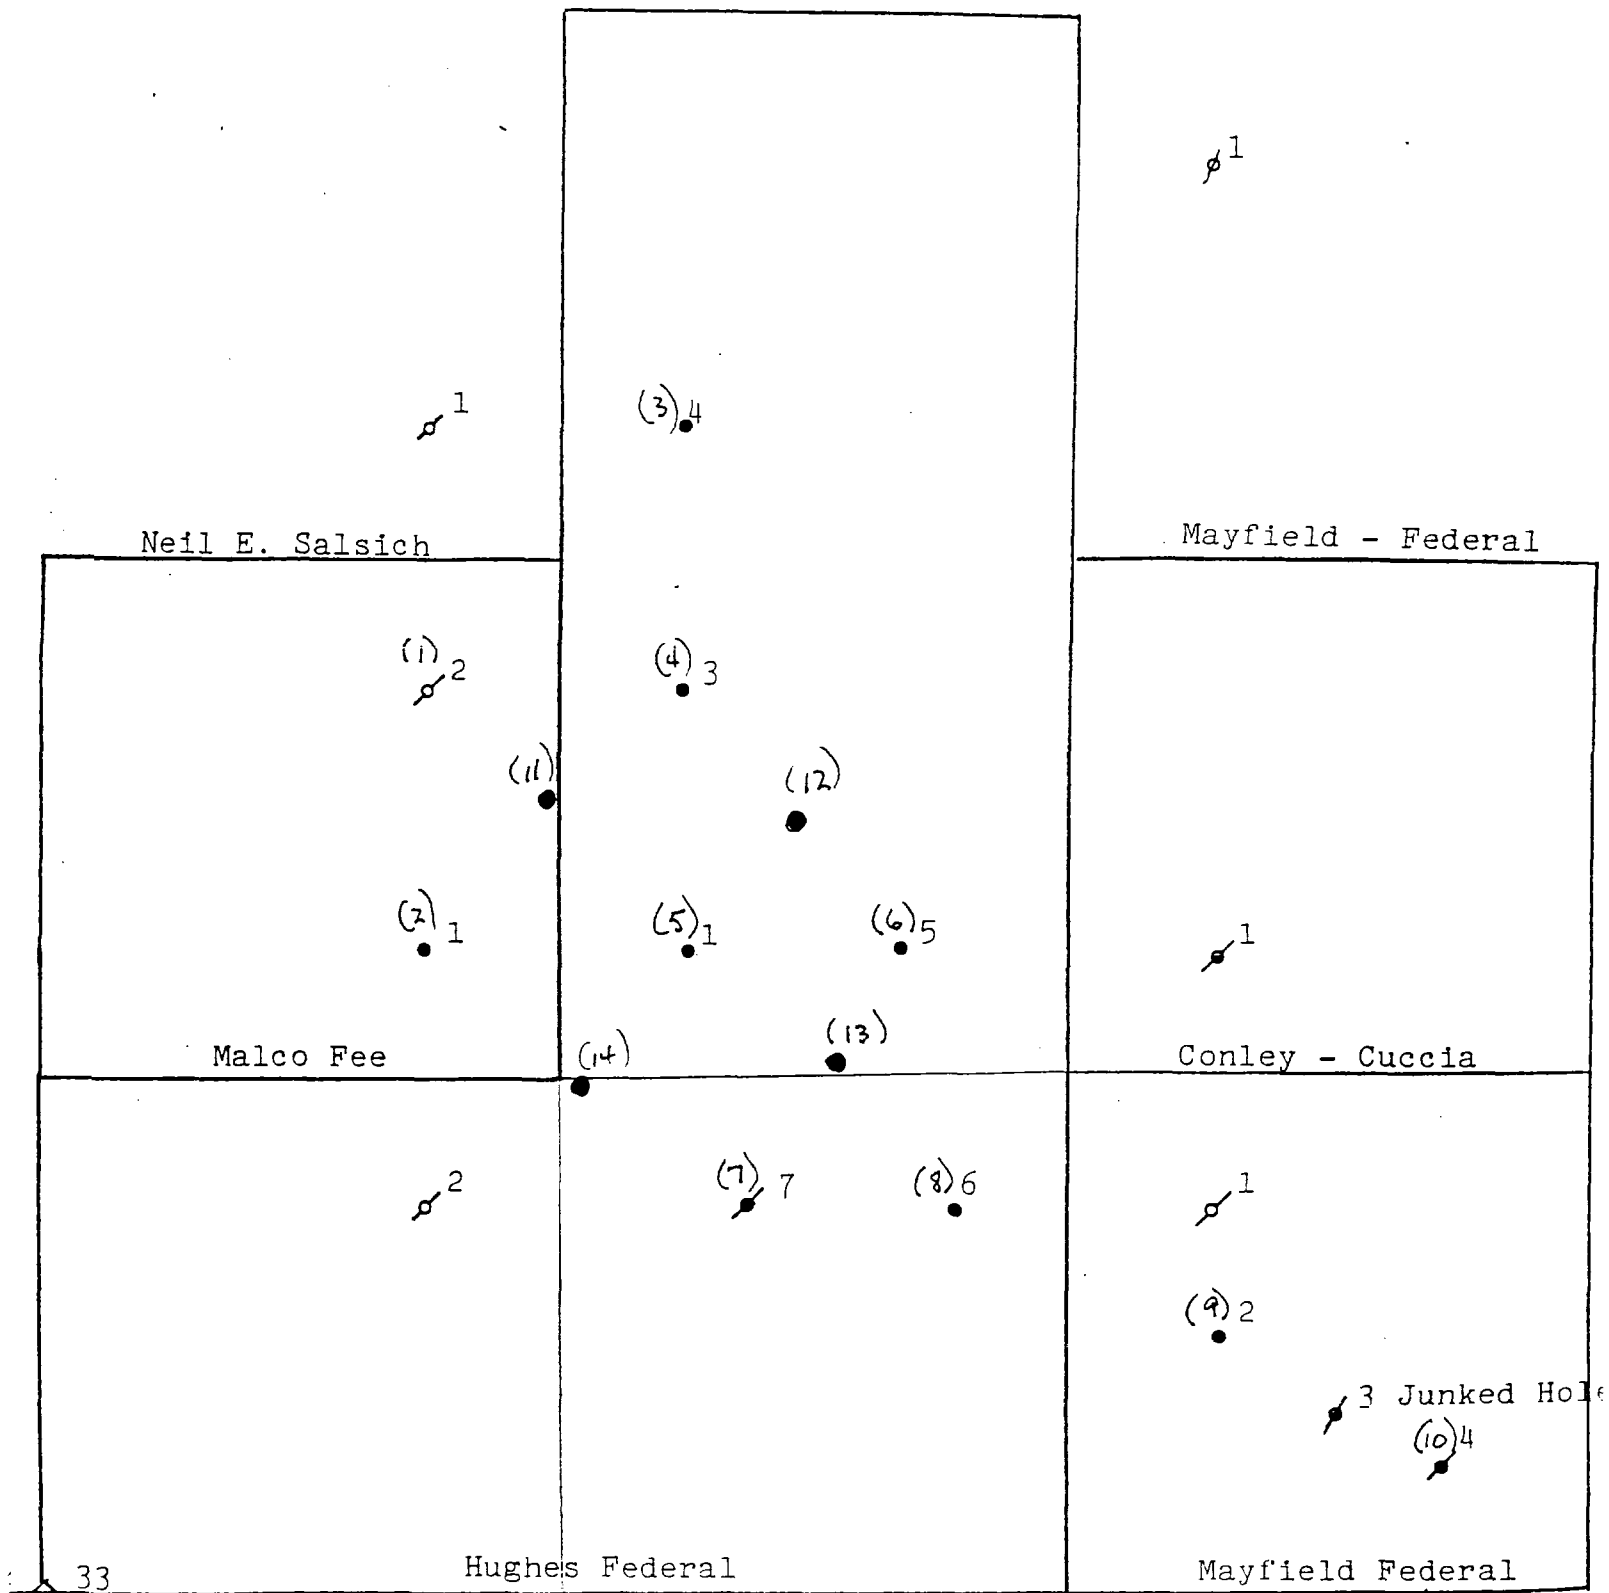 1
1
(3) 4
Neil E. Salsich
Mayfield - Federal
(1) 2
(4) 3
(11)
(12)
(2) 1
(5) 1
(6) 5
1
Malco Fee
(14)
(13)
Conley - Cuccia
2
(7) 7
(8) 6
1
(9) 2
3 Junked Hole
(10) 4
33
Hughes Federal
Mayfield Federal